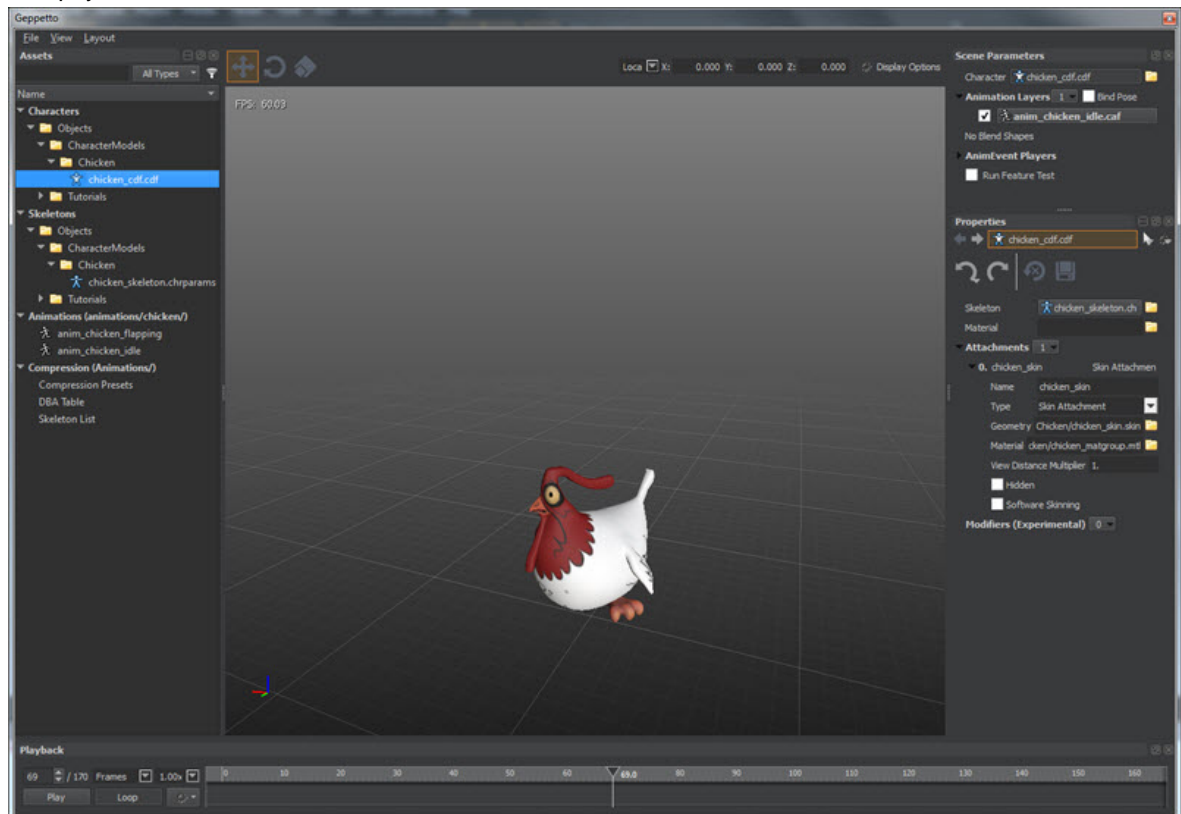 Geppetto
File View Layout
Assets
All Types
Name
Characters
Objects
CharacterModels
Chicken
chicken_cdf.cdf
Tutorials
Skeletons
Objects
CharacterModels
Chicken
chicken_skeleton.chrparams
Tutorials
Animations (animations/chicken/)
anim_chicken_flapping
anim_chicken_idle
Compression (Animations/)
Compression Presets
DBA Table
Skeleton List
Loca X: 0.000 Y: 0.000 Z: 0.000 Display Options
FPS: 60.03
Scene Parameters
Character chicken_cdf.cdf
Animation Layers 1 Bind Pose
anim_chicken_idle.caf
No Blend Shapes
AnimEvent Players
Run Feature Test
Properties
chicken_cdf.cdf
Skeleton chicken_skeleton.ch
Material
Attachments 1
0. chicken_skin Skin Attachmen
Name chicken_skin
Type Skin Attachment
Geometry Chicken/chicken_skin.skin
Material cken/chicken_matgroup.mtl
View Distance Multiplier 1.
Hidden
Software Skinning
Modifiers (Experimental) 0
Playback
69 / 170 Frames 1.00x 0 10 20 30 40 50 60 69.0 80 90 100 110 120 130 140 150 160
Play Loop